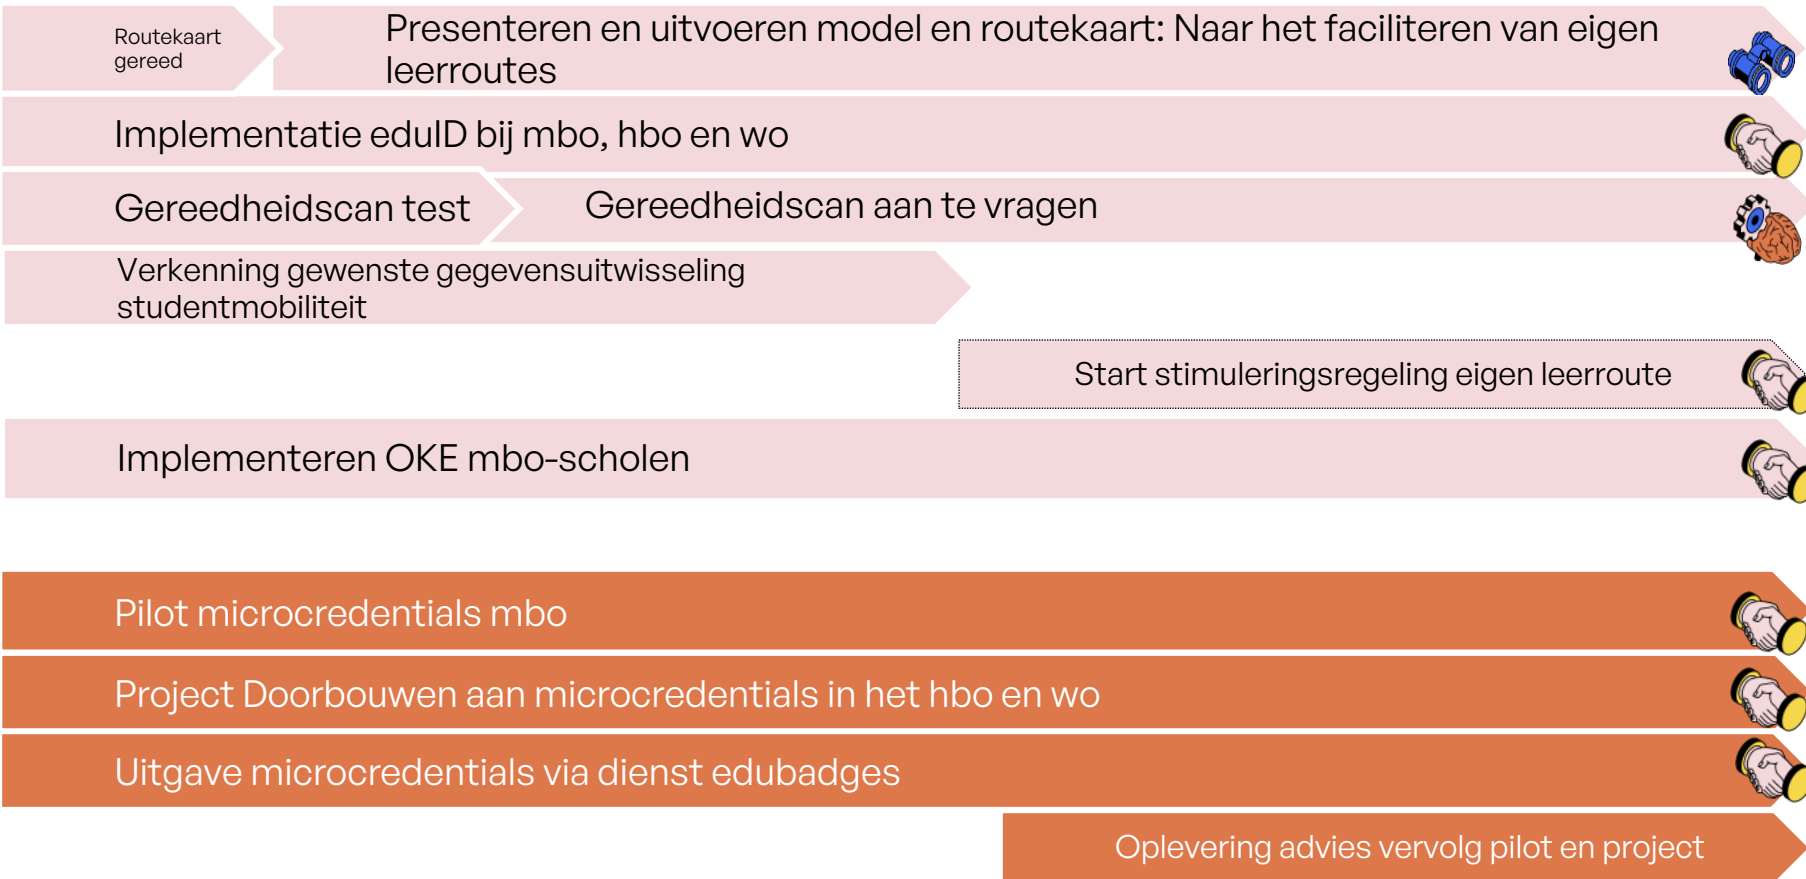 Routekaart
gereed
Presenteren en uitvoeren model en routekaart: Naar het faciliteren van eigen
leerroutes
Implementatie eduID bij mbo, hbo en wo
Gereedheidscan test
Gereedheidscan aan te vragen
Verkenning gewenste gegevensuitwisseling
studentmobiliteit
Start stimuleringsregeling eigen leerroute
Implementeren OKE mbo-scholen
Pilot microcredentials mbo
Project Doorbouwen aan microcredentials in het hbo en wo
Uitgave microcredentials via dienst edubadges
Oplevering advies vervolg pilot en project